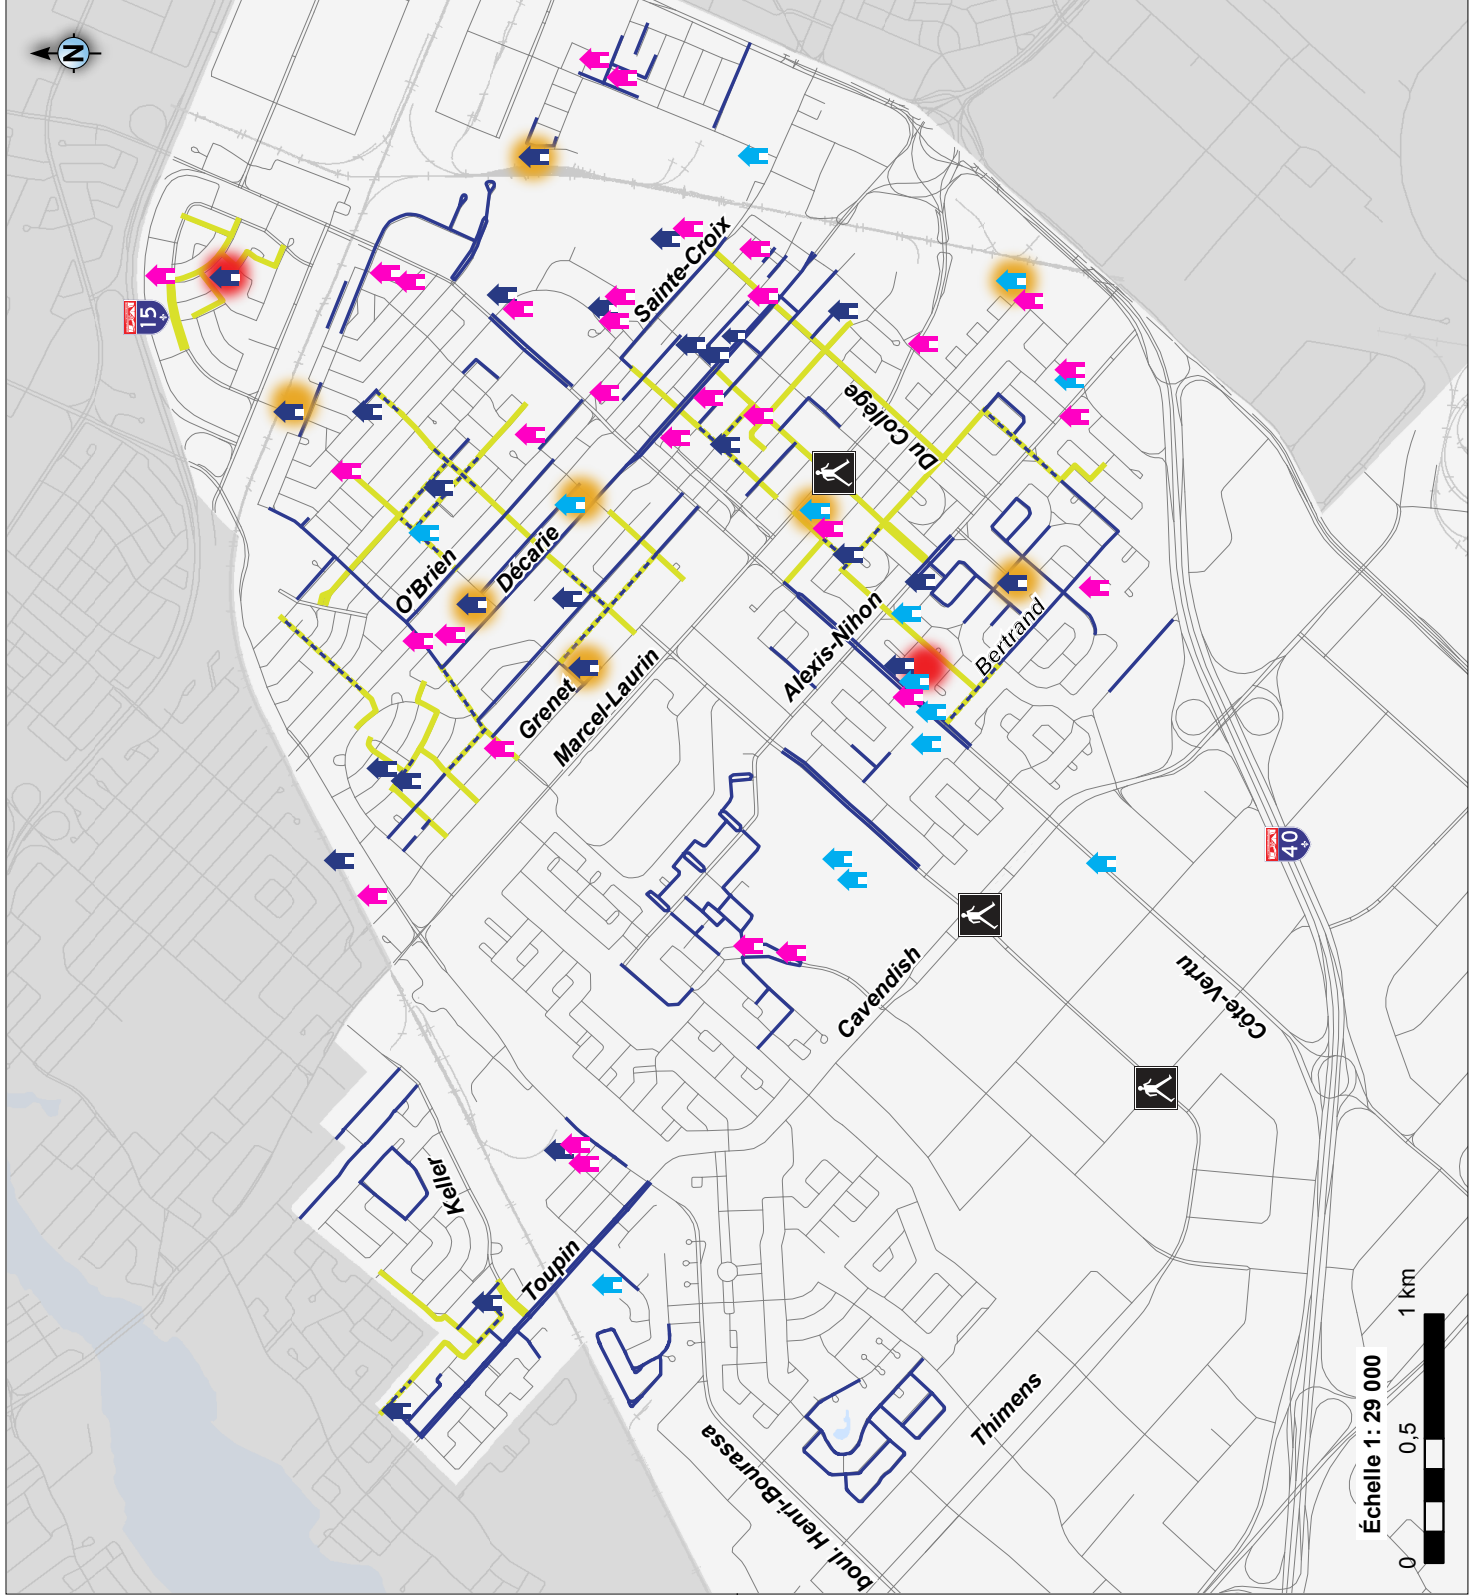 N
15
Sainte-Croix
Du Collège
O'Brien
Décarie
Grenet
Marcel-Laurin
Alexis-Nihon
Bertrand
Cavendish
Côte-Vertu
40
Keller
Toupin
boul. Henri-Bourassa
Thimens
Échelle 1: 29 000
0 0,5 1 km